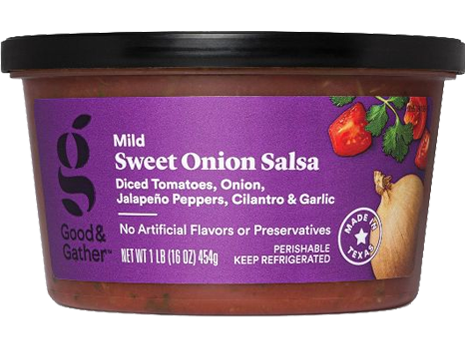 Mild
Sweet Onion Salsa
Diced Tomatoes, Onion,
Jalapeño Peppers, Cilantro & Garlic
No Artificial Flavors or Preservatives
g
Good&
Gather™
NET WT 1 LB (16 OZ) 454g
PERISHABLE
KEEP REFRIGERATED
MADE IN
TEXAS